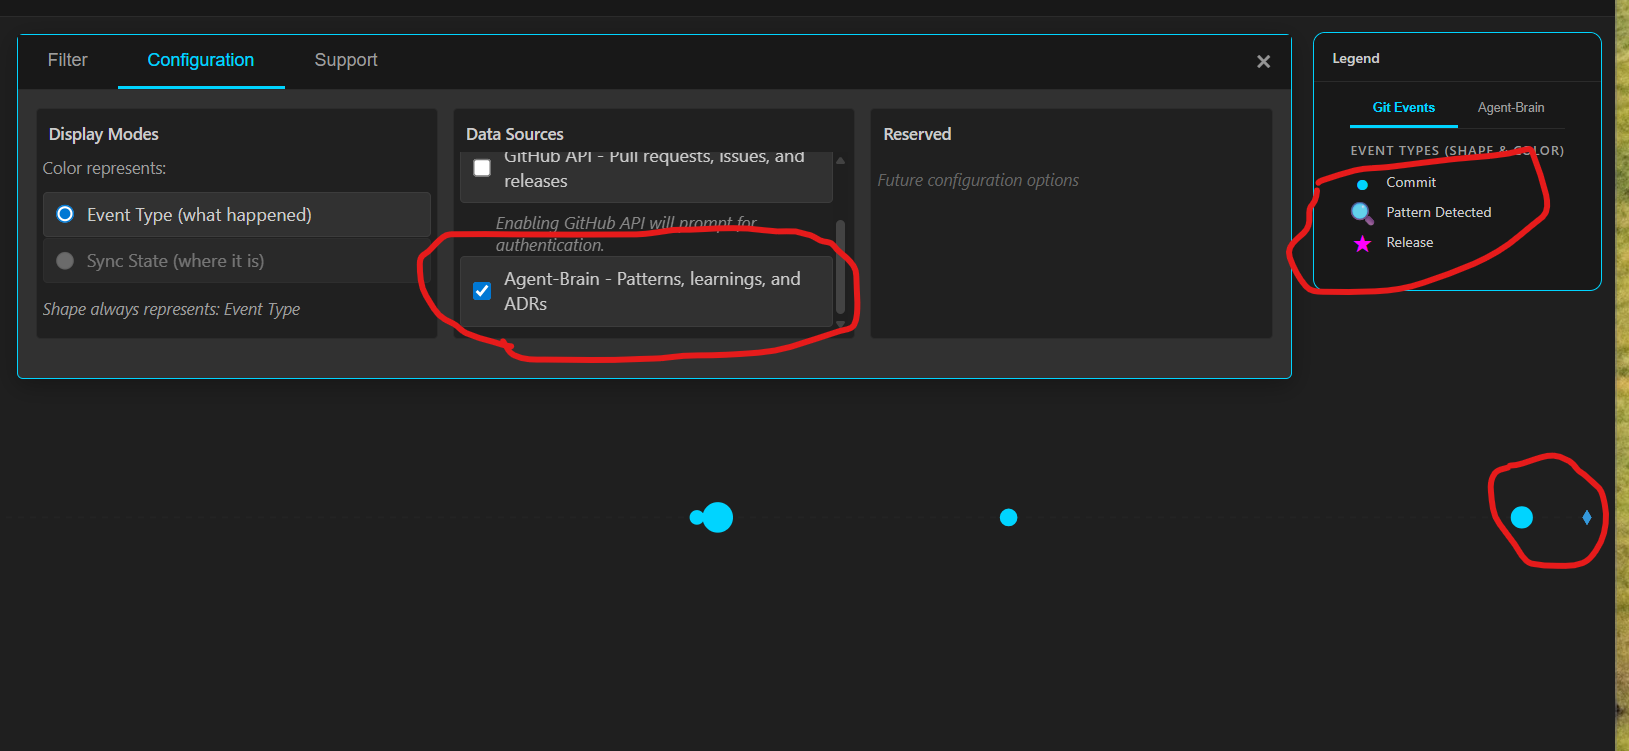 Filter
Configuration
Support
Display Modes
Color represents:
Event Type (what happened)
Sync State (where it is)
Shape always represents: Event Type
Data Sources
GitHub API - Pull requests, issues, and
releases
Enabling GitHub API will prompt for
authentication.
Agent-Brain - Patterns, learnings, and
ADRs
Reserved
Future configuration options
Legend
Git Events
Agent-Brain
EVENT TYPES (SHAPE & COLOR)
Commit
Pattern Detected
Release